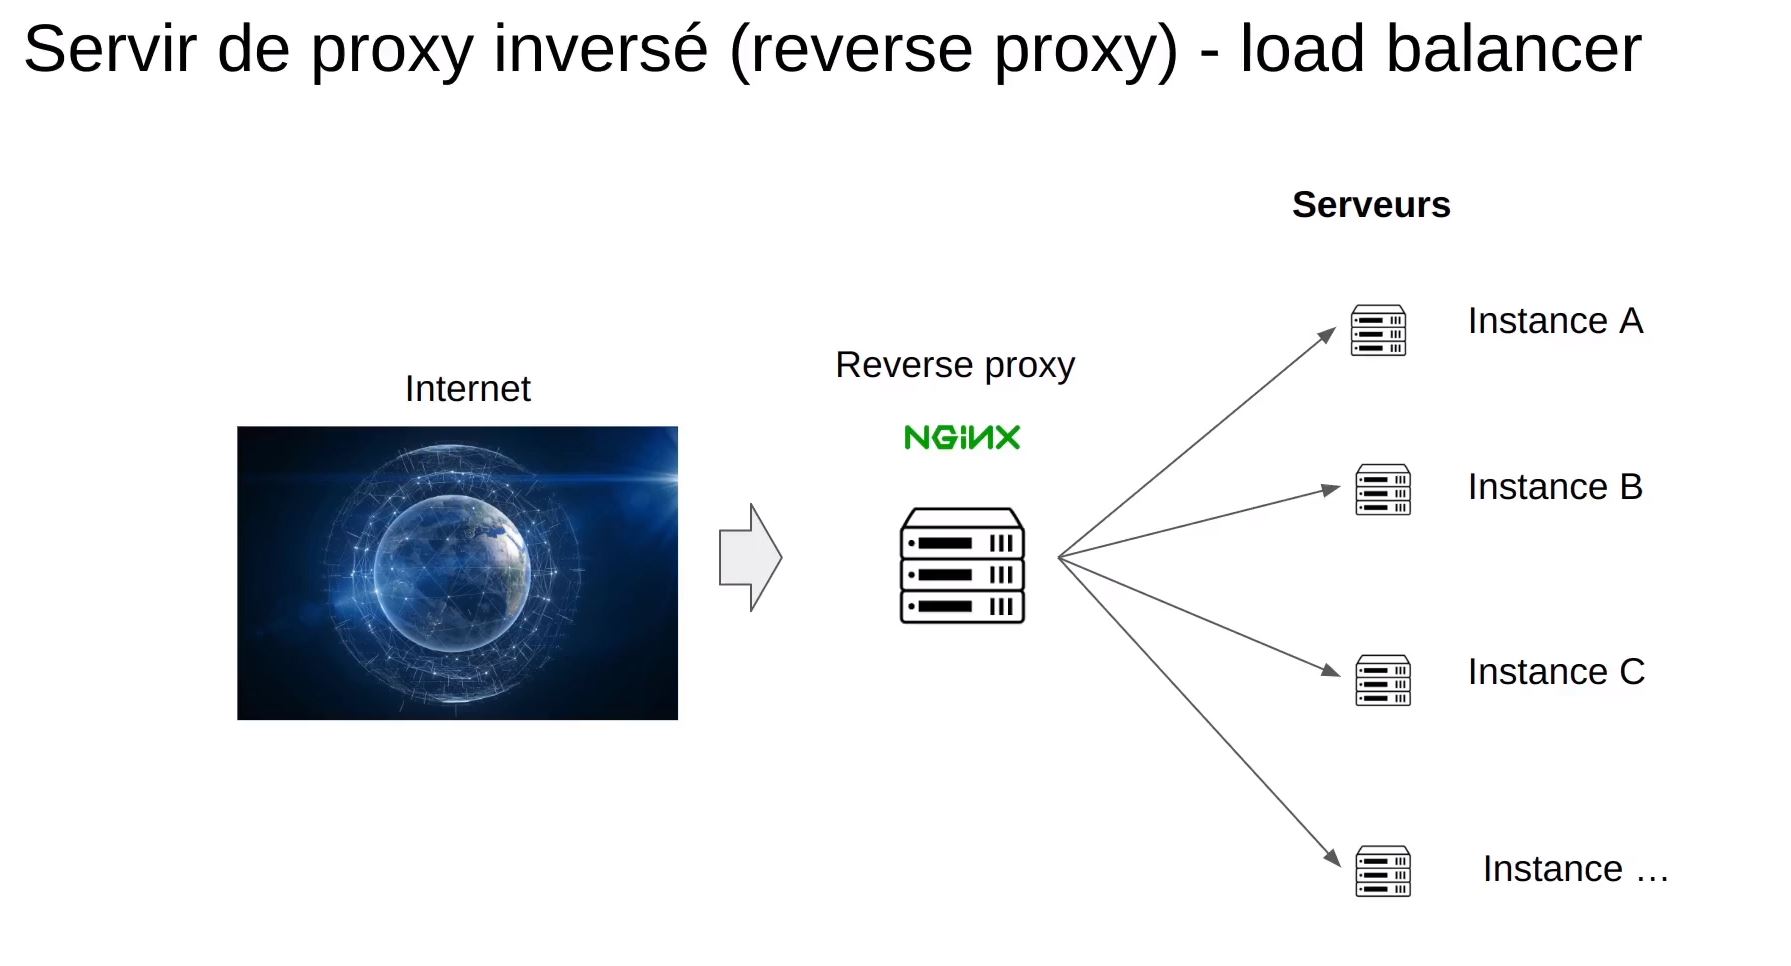 Servir de proxy inversé (reverse proxy) - load balancer
Serveurs
Internet
Reverse proxy
NGiNX
Instance A
Instance B
Instance C
Instance …